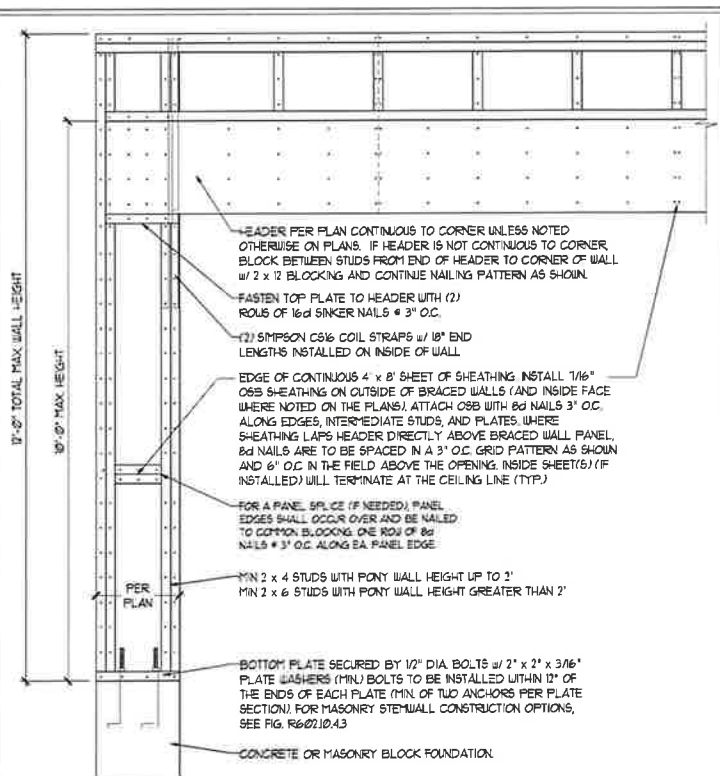 HEADER PER PLAN CONTINUOUS TO CORNER UNLESS NOTED
OTHERWISE ON PLANS. IF HEADER IS NOT CONTINUOUS TO CORNER,
BLOCK BETWEEN STUDS FROM END OF HEADER TO CORNER OF WALL
w/ 2 x 12 BLOCKING AND CONTINUE NAILING PATTERN AS SHOWN.
FASTEN TOP PLATE TO HEADER WITH (2)
ROWS OF 16d SINKER NAILS @ 3" O.C.
(2) SIMPSON CS16 COIL STRAPS w/ 18" END
LENGTHS INSTALLED ON INSIDE OF WALL
12'-0" TOTAL MAX WALL HEIGHT
10'-0" MAX HEIGHT
EDGE OF CONTINUOUS 4' x 8' SHEET OF SHEATHING. INSTALL 7/16"
OSB SHEATHING ON OUTSIDE OF BRACED WALLS (AND INSIDE FACE
WHERE NOTED ON THE PLANS). ATTACH OSB WITH 8d NAILS 3" O.C.
ALONG EDGES, INTERMEDIATE STUDS, AND PLATES. WHERE
SHEATHING LAPS HEADER DIRECTLY ABOVE BRACED WALL PANEL,
8d NAILS ARE TO BE SPACED IN A 3" O.C. GRID PATTERN AS SHOWN
AND 6" O.C. IN THE FIELD ABOVE THE OPENING. INSIDE SHEET(S) (IF
INSTALLED) WILL TERMINATE AT THE CEILING LINE (TYP.)
FOR A PANEL SPLICE (IF NEEDED), PANEL
EDGES SHALL OCCUR OVER AND BE NAILED
TO COMMON BLOCKING. ONE ROW OF 8d
NAILS @ 3" O.C. ALONG EA. PANEL EDGE
MIN 2 x 4 STUDS WITH PONY WALL HEIGHT UP TO 2'
MIN 2 x 6 STUDS WITH PONY WALL HEIGHT GREATER THAN 2'
PER
PLAN
BOTTOM PLATE SECURED BY 1/2" DIA. BOLTS w/ 2" x 2" x 3/16"
PLATE WASHERS (MIN.) BOLTS TO BE INSTALLED WITHIN 12" OF
THE ENDS OF EACH PLATE (MIN. OF TWO ANCHORS PER PLATE
SECTION). FOR MASONRY STEMWALL CONSTRUCTION OPTIONS,
SEE FIG. R602.10.4.3
CONCRETE OR MASONRY BLOCK FOUNDATION.